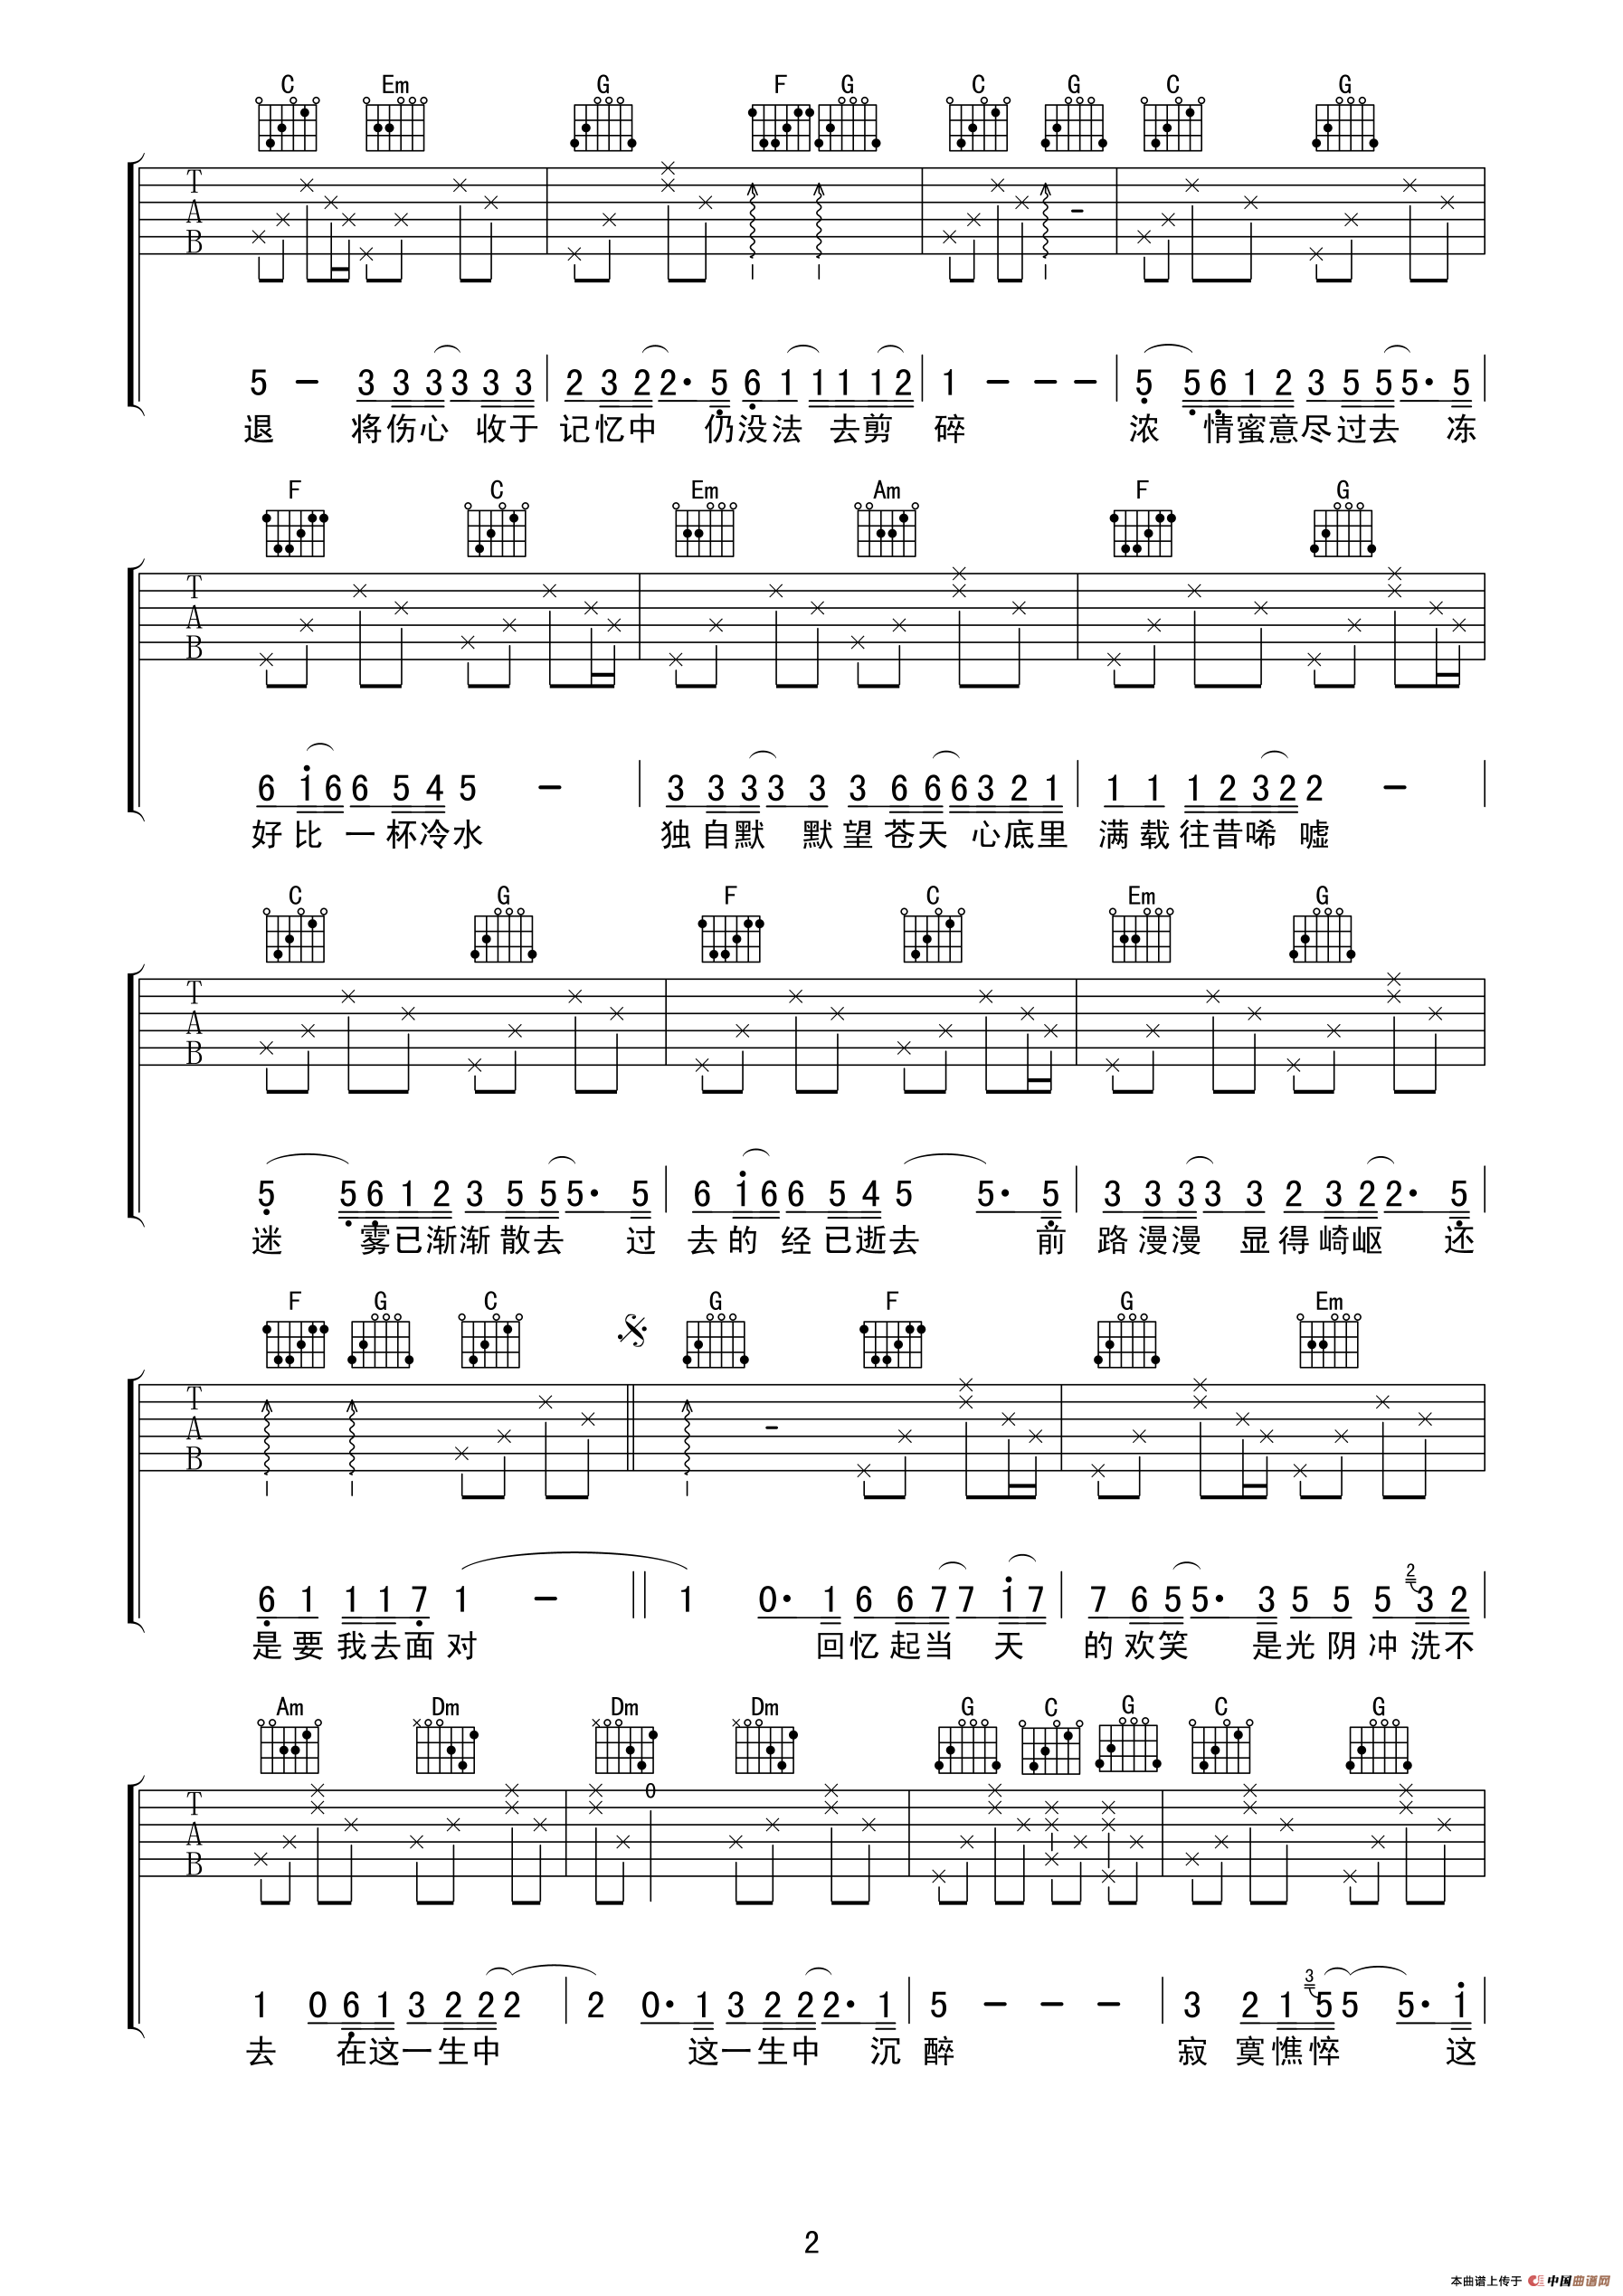 C Em G F G C G C G
T A B
5 - 3 3 3 3 3 3 2 3 2 2· 5 6 1 1 1 1 2 1 - - - 5 5 6 1 2 3 5 5 5· 5
退 将伤心 收于 记忆中 仍没法 去剪 碎 浓 情蜜意尽过去 冻
F C Em Am F G
T A B
6 1 6 6 5 4 5 - 3 3 3 3 3 3 6 6 6 3 2 1 1 1 1 2 3 2 2 -
好比 一杯冷水 独自默 默望苍天 心底里 满载往昔唏 嘘
C G F C Em G
T A B
5 5 6 1 2 3 5 5 5· 5 6 1 6 6 5 4 5 5· 5 3 3 3 3 3 2 3 2 2· 5
迷 雾已渐渐散去 过 去的 经已逝去 前 路漫漫 显得崎岖 还
F G C G F G Em
T A B
6 1 1 1 7 1 - 1 0· 1 6 6 7 7 1 7 7 6 5 5· 3 5 5 5 2 3 2
是要我去面对 回忆起当 天 的欢笑 是光阴冲洗不
Am Dm Dm Dm G C G C G
T A B
0
1 0 6 1 3 2 2 2 2 0· 1 3 2 2 2· 1 5 - - - 3 2 1 3 5 5 5· 1
去 在这一生中 这一生中 沉 醉 寂 寞憔悴 这
2
本曲谱上传于 中国曲谱网